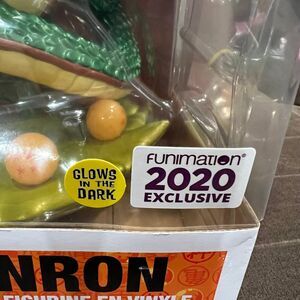 GLOWS
IN THE
DARK
Funimation®
2020
EXCLUSIVE
NRON
FIGURINE EN VINYLE